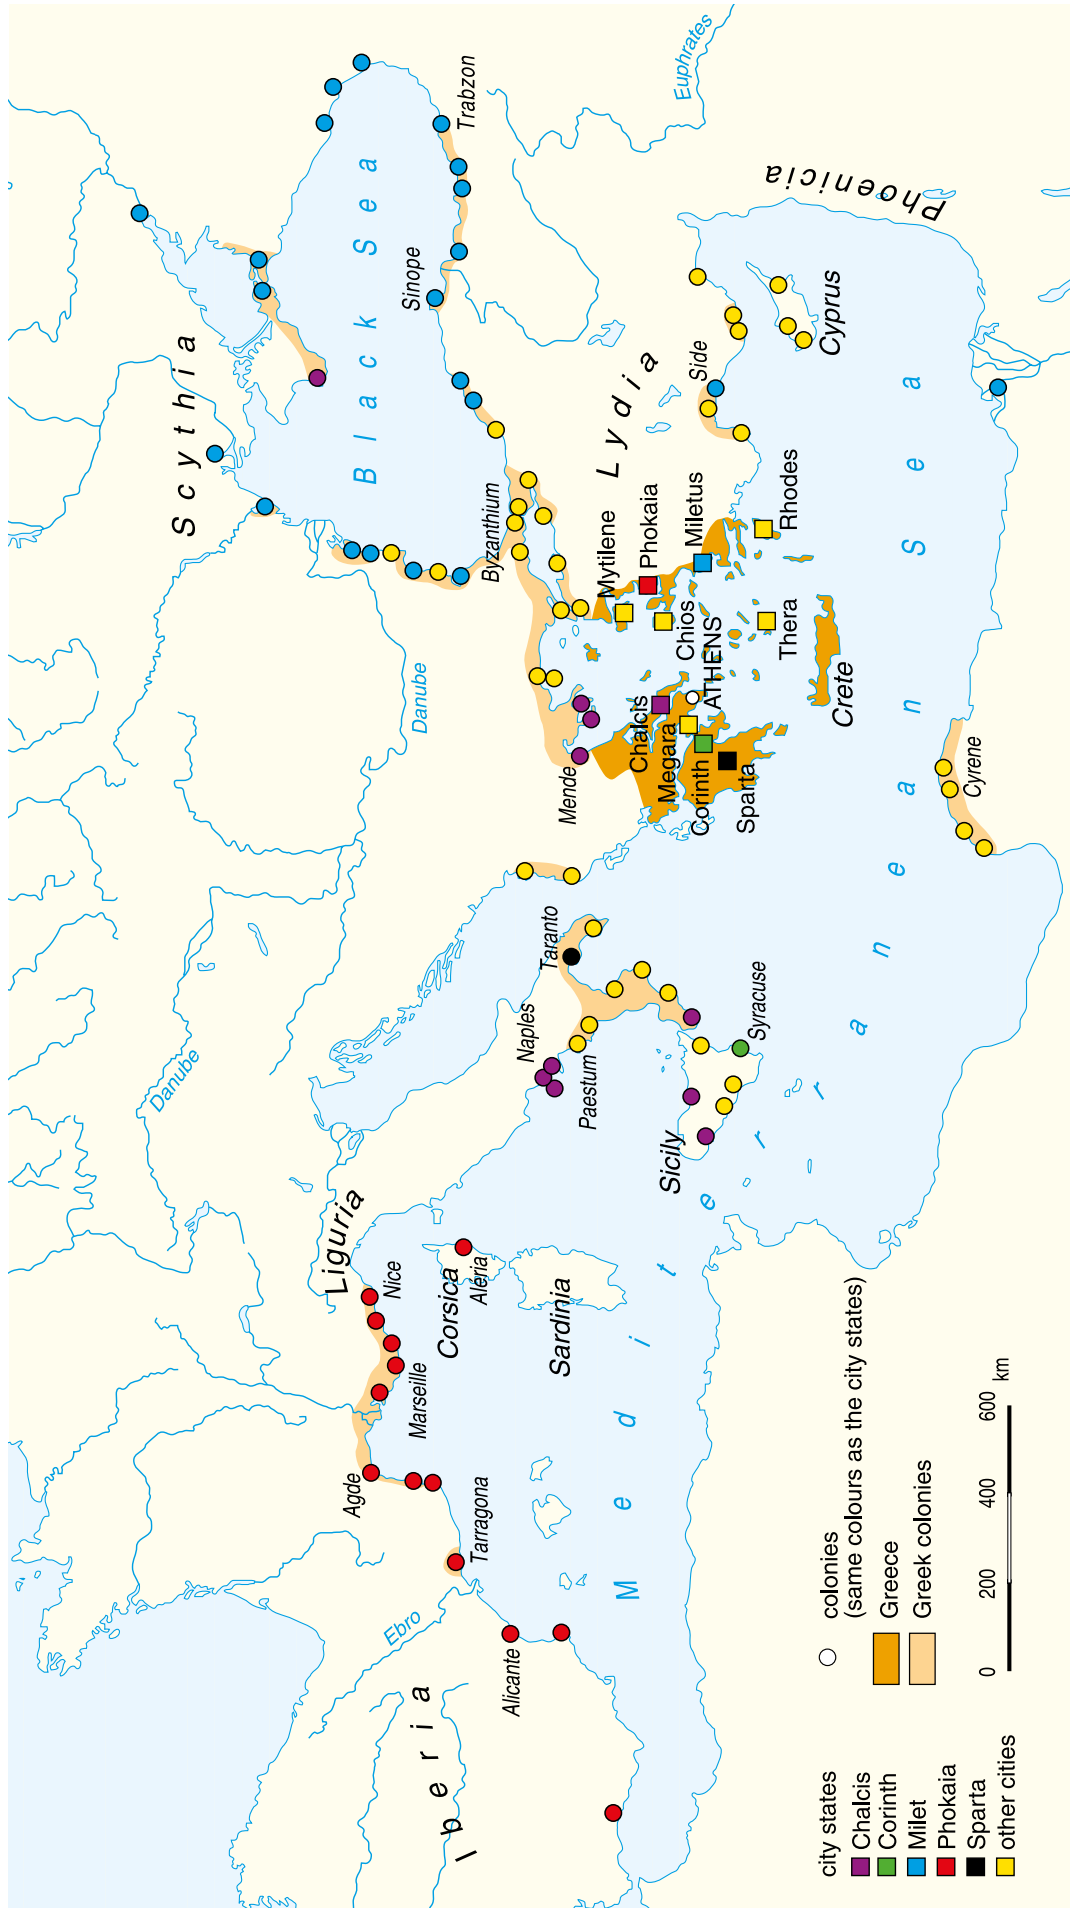 Scythia
Black Sea
Trabzon
Sinope
Euphrates
Phoenicia
Cyprus
Side
Lydia
Byzanthium
Mytilene
Phokaia
Miletus
Rhodes
Chios
ATHENS
Thera
Crete
Chalcis
Megara
Corinth
Sparta
Mende
Danube
Cyrene
Taranto
Naples
Paestum
Syracuse
Sicily
Danube
Liguria
Nice
Corsica
Aléria
Sardinia
Marseille
Agde
Tarragona
Ebro
Alicante
Iberia
Mediterranean Sea
city states
Chalcis
Corinth
Milet
Phokaia
Sparta
other cities
colonies
(same colours as the city states)
Greece
Greek colonies
0 200 400 600 km